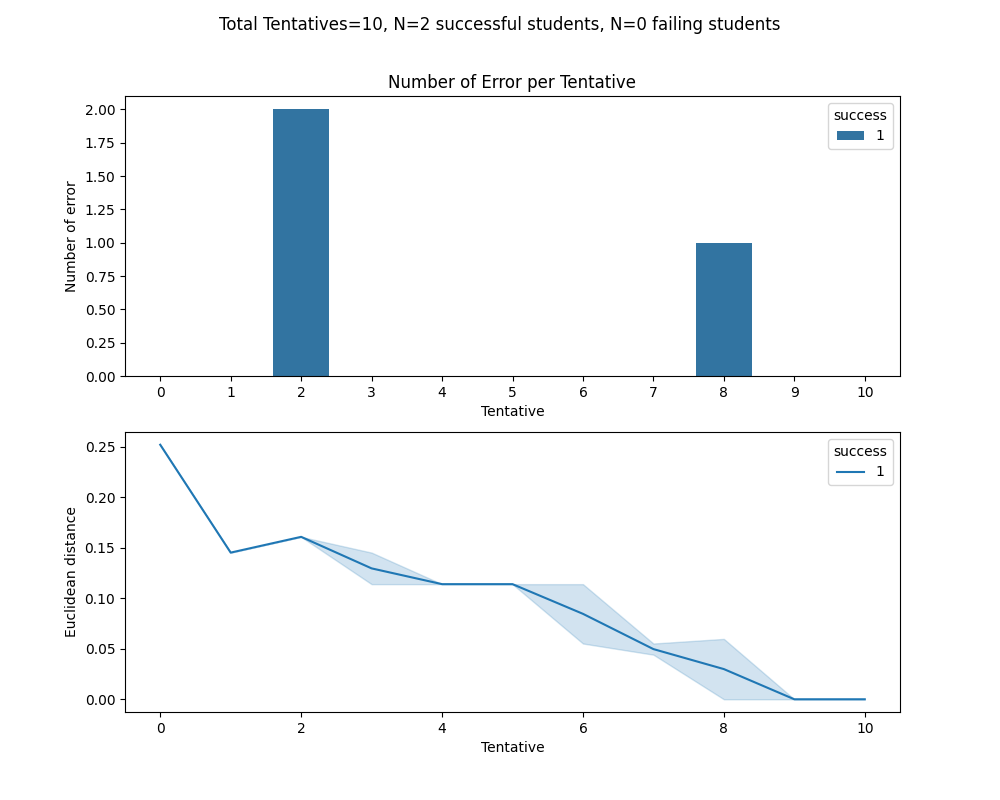 Total Tentatives=10, N=2 successful students, N=0 failing students
Number of Error per Tentative
success
1
2.00
1.75
1.50
1.25
1.00
0.75
0.50
0.25
0.00
Number of error
0 1 2 3 4 5 6 7 8 9 10
Tentative
success
1
0.25
0.20
0.15
0.10
0.05
0.00
Euclidean distance
0 2 4 6 8 10
Tentative